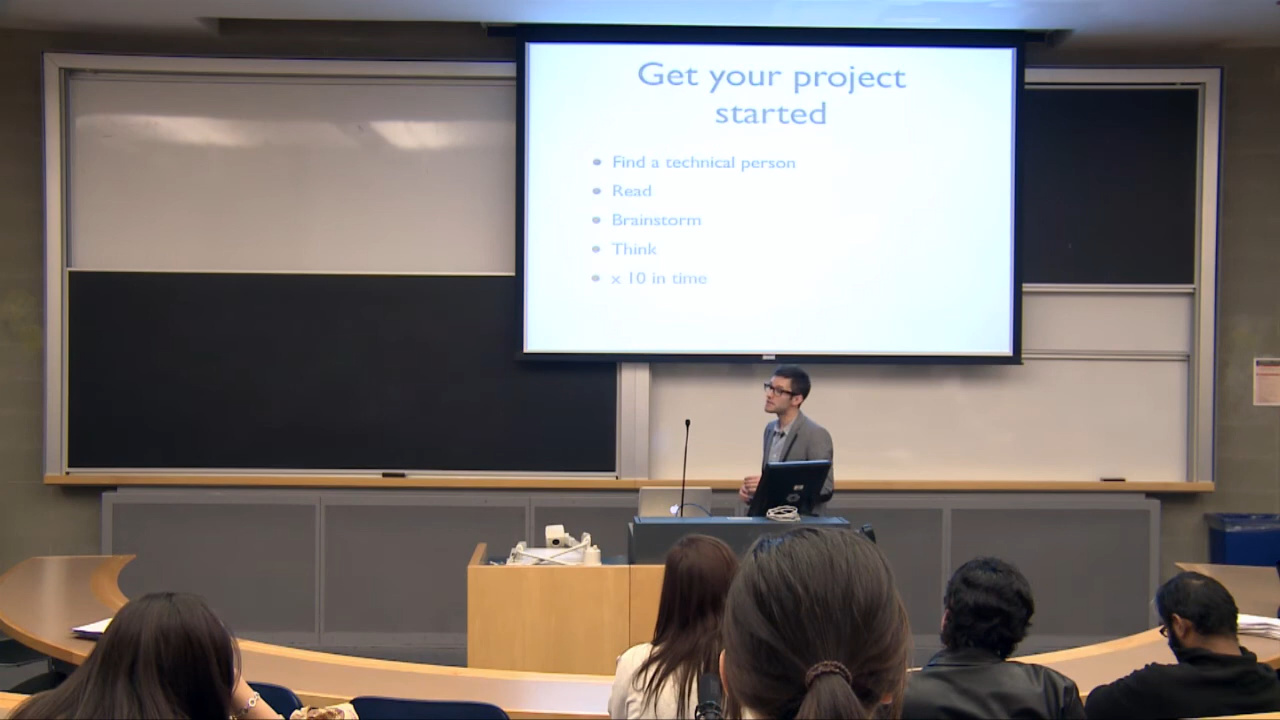 Get your project
started
Find a technical person
Read
Brainstorm
Think
x 10 in time